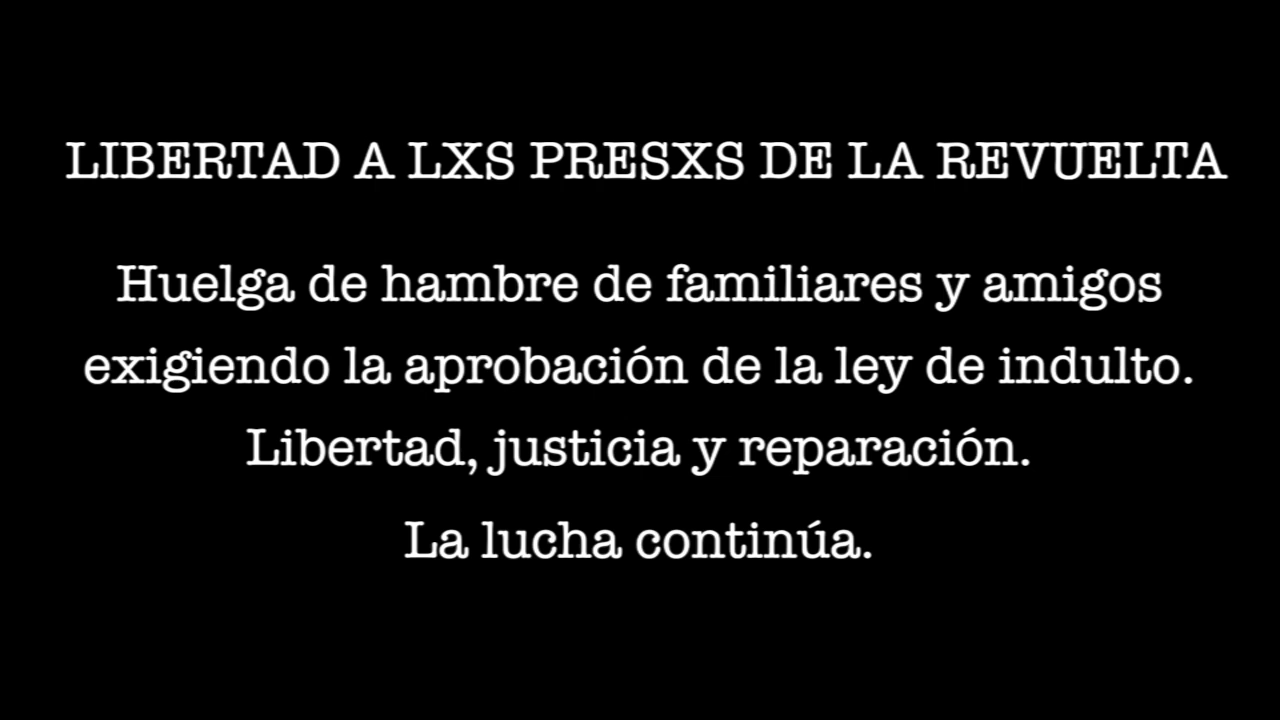 LIBERTAD A LXS PRESXS DE LA REVUELTA
Huelga de hambre de familiares y amigos
exigiendo la aprobación de la ley de indulto.
Libertad, justicia y reparación.
La lucha continúa.